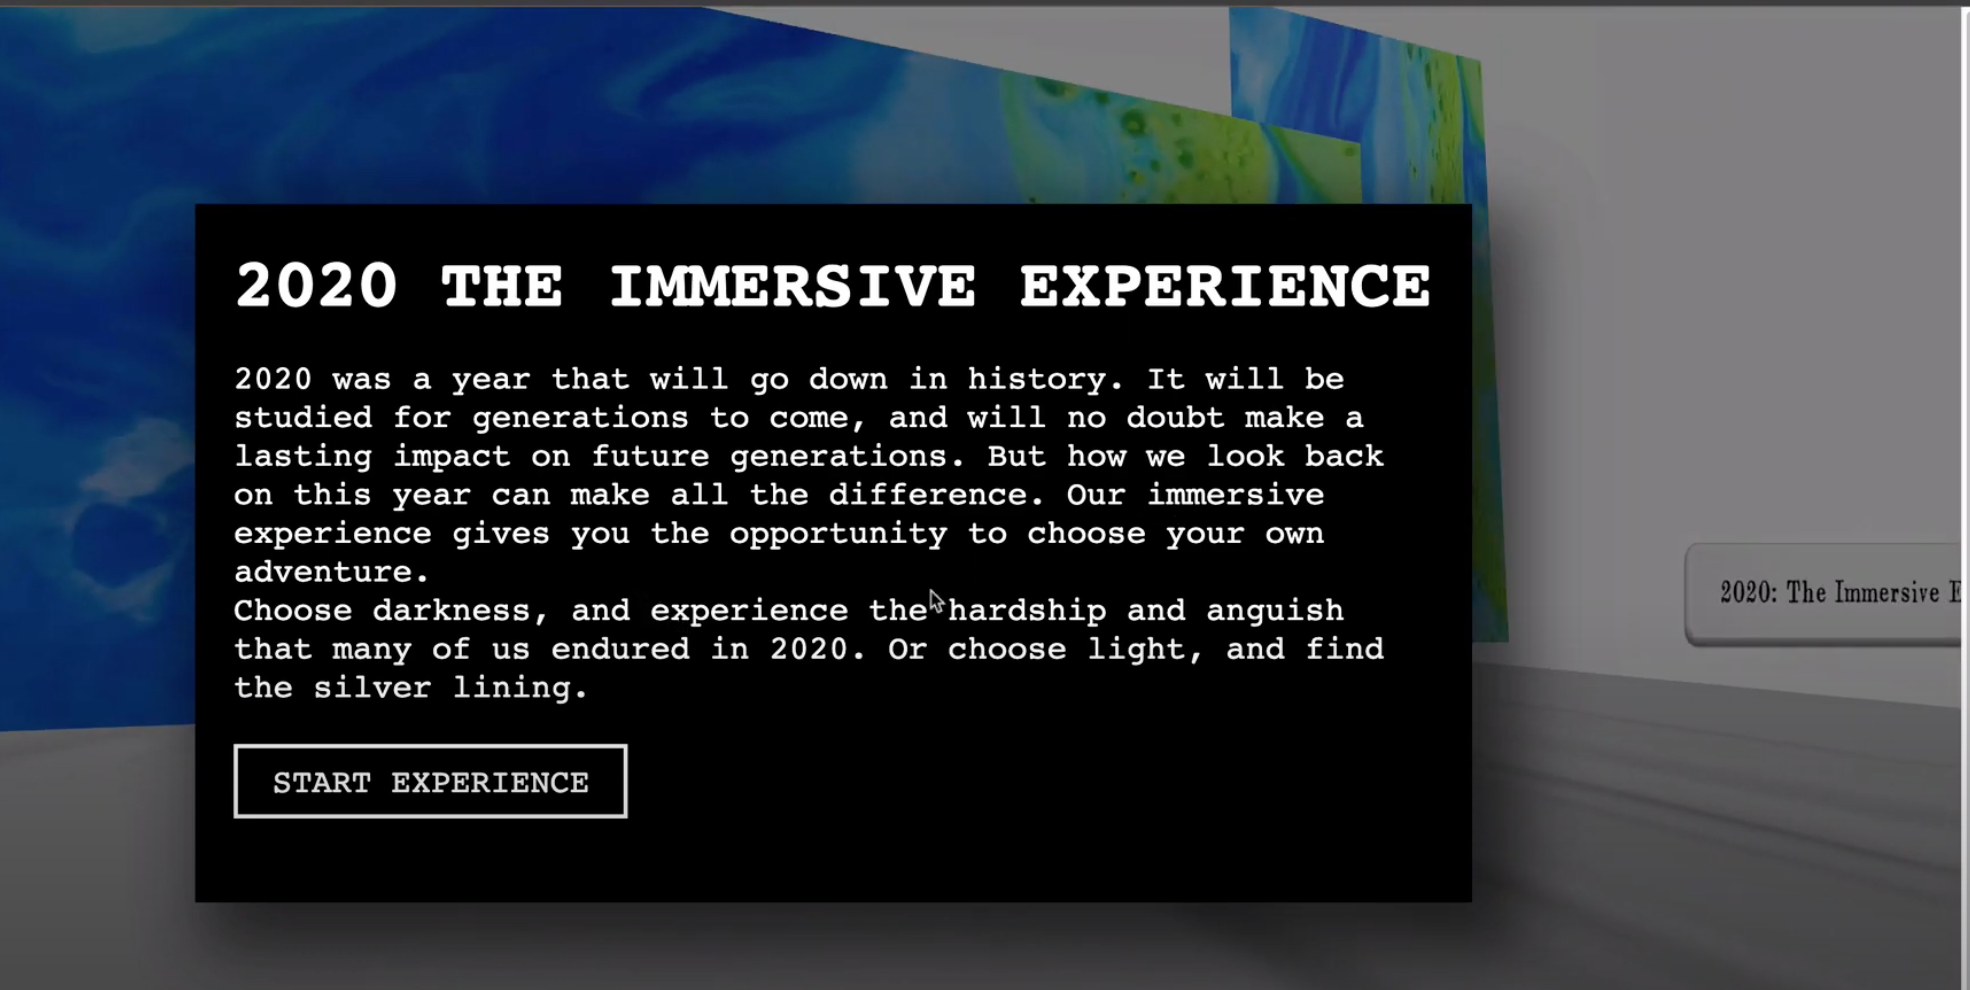 2020 THE IMMERSIVE EXPERIENCE
2020 was a year that will go down in history. It will be
studied for generations to come, and will no doubt make a
lasting impact on future generations. But how we look back
on this year can make all the difference. Our immersive
experience gives you the opportunity to choose your own
adventure.
Choose darkness, and experience the hardship and anguish
that many of us endured in 2020. Or choose light, and find
the silver lining.
START EXPERIENCE
2020: The Immersive E